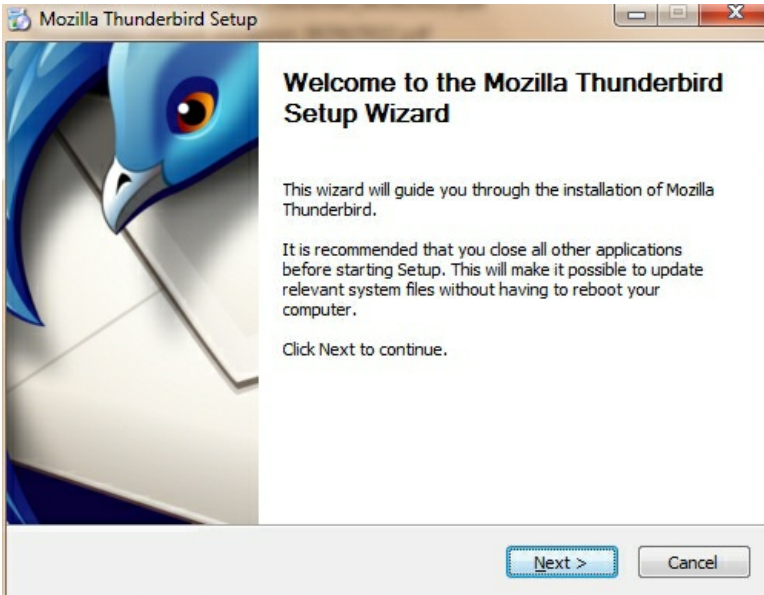 Mozilla Thunderbird Setup
Welcome to the Mozilla Thunderbird
Setup Wizard
This wizard will guide you through the installation of Mozilla
Thunderbird.
It is recommended that you close all other applications
before starting Setup. This will make it possible to update
relevant system files without having to reboot your
computer.
Click Next to continue.
Next >
Cancel